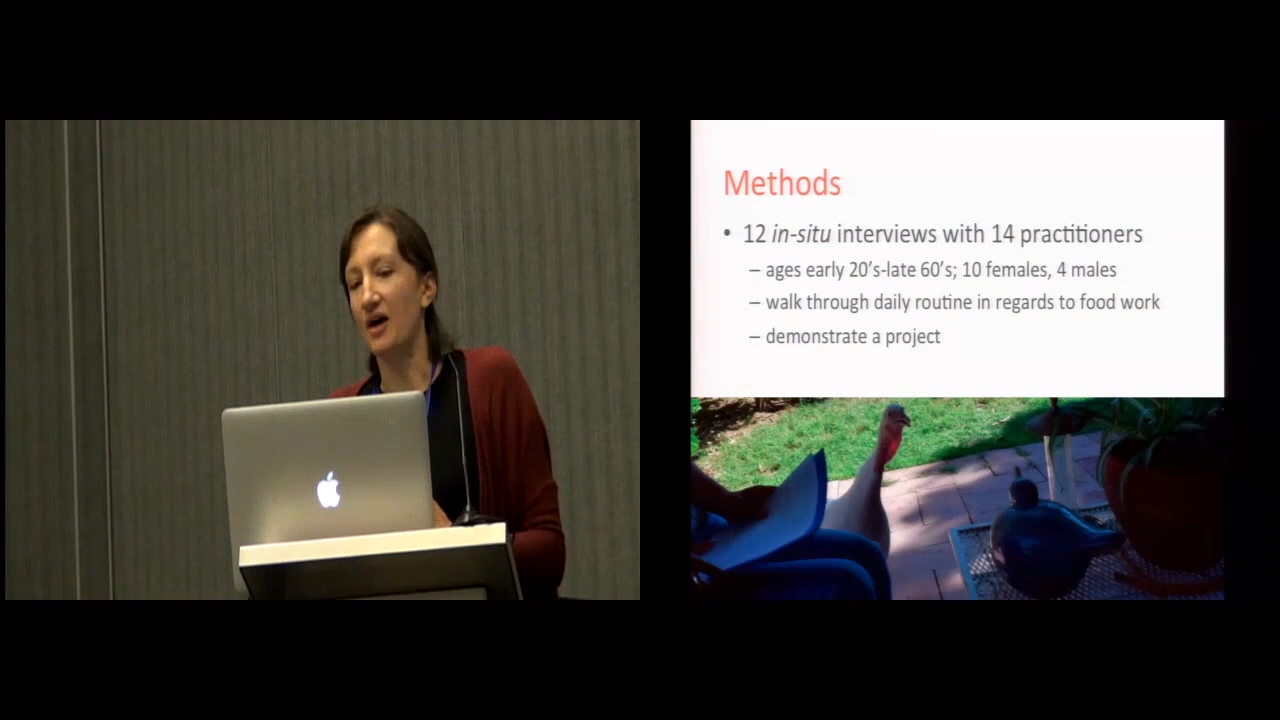 Methods
• 12 in-situ interviews with 14 practitioners
– ages early 20's-late 60's; 10 females, 4 males
– walk through daily routine in regards to food work
– demonstrate a project